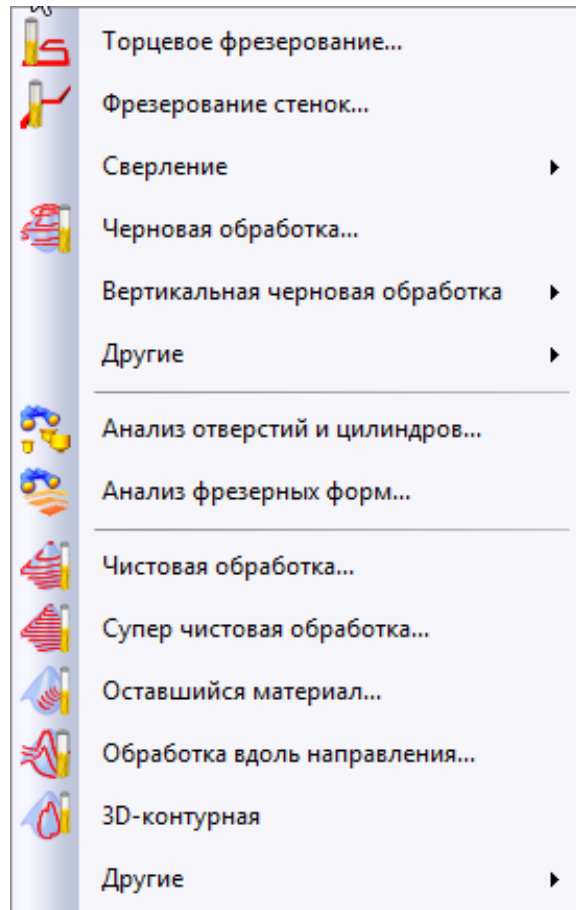 Торцевое фрезерование...
Фрезерование стенок...
Сверление
Черновая обработка...
Вертикальная черновая обработка
Другие
Анализ отверстий и цилиндров...
Анализ фрезерных форм...
Чистовая обработка...
Супер чистовая обработка...
Оставшийся материал...
Обработка вдоль направления...
3D-контурная
Другие